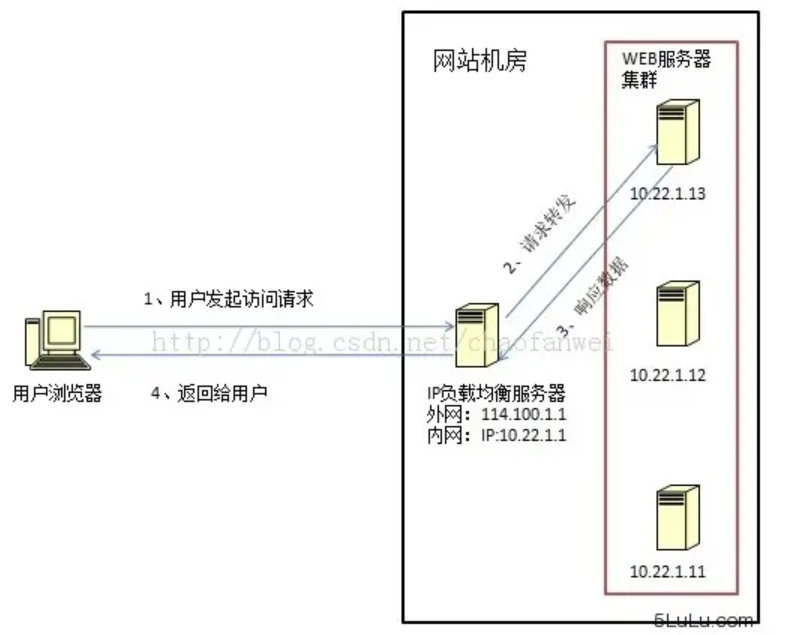 网站机房
WEB服务器
集群
10.22.1.13
2、请求转发
3、响应数据
1、用户发起访问请求
http://blog.csdn.net/chaofanwei
用户浏览器
4、返回给用户
IP负载均衡服务器
外网：114.100.1.1
内网：IP:10.22.1.1
10.22.1.12
10.22.1.11
5LuLu.com